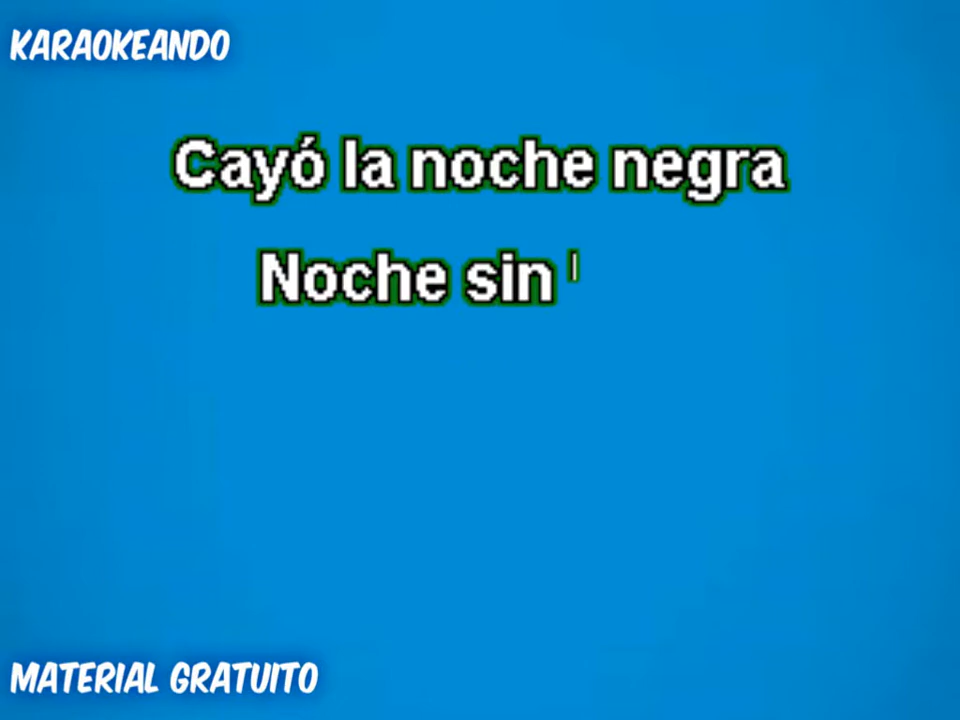 KARAOKEANDO
Cayó la noche negra
Noche sin
MATERIAL GRATUITO